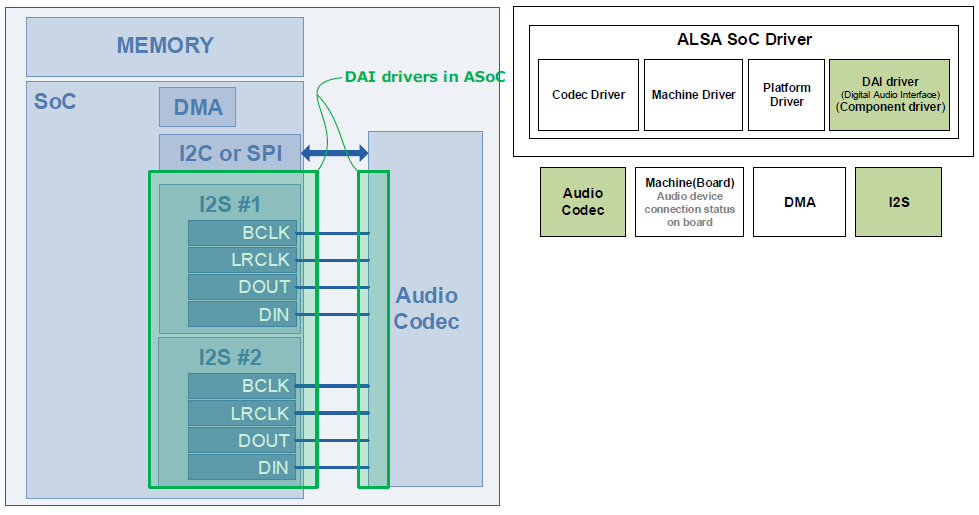 MEMORY
SoC
DMA
I2C or SPI
DAI drivers in ASoC
I2S #1
BCLK
LRCLK
DOUT
DIN
I2S #2
BCLK
LRCLK
DOUT
DIN
Audio
Codec
ALSA SoC Driver
Codec Driver
Machine Driver
Platform
Driver
DAI driver
(Digital Audio Interface)
(Component driver)
Audio
Codec
Machine(Board)
Audio device
connection status
on board
DMA
I2S